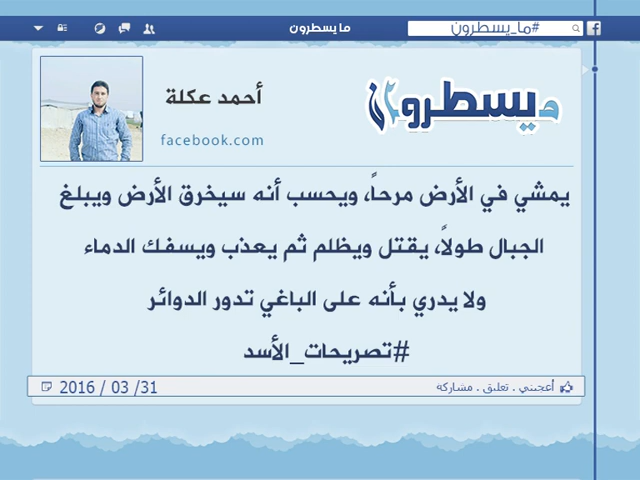 ما يسطرون
#ما_يسطرون
ما يسطرون
أحمد عكلة
facebook.com
يمشي في الأرض مرحاً، ويحسب أنه سيخرق الأرض ويبلغ
الجبال طولاً، يقتل ويظلم ثم يعذب ويسفك الدماء
ولا يدري بأنه على الباغي تدور الدوائر
#تصريحات_الأسد
أعجبني . تعليق . مشاركة
2016 / 03 /31